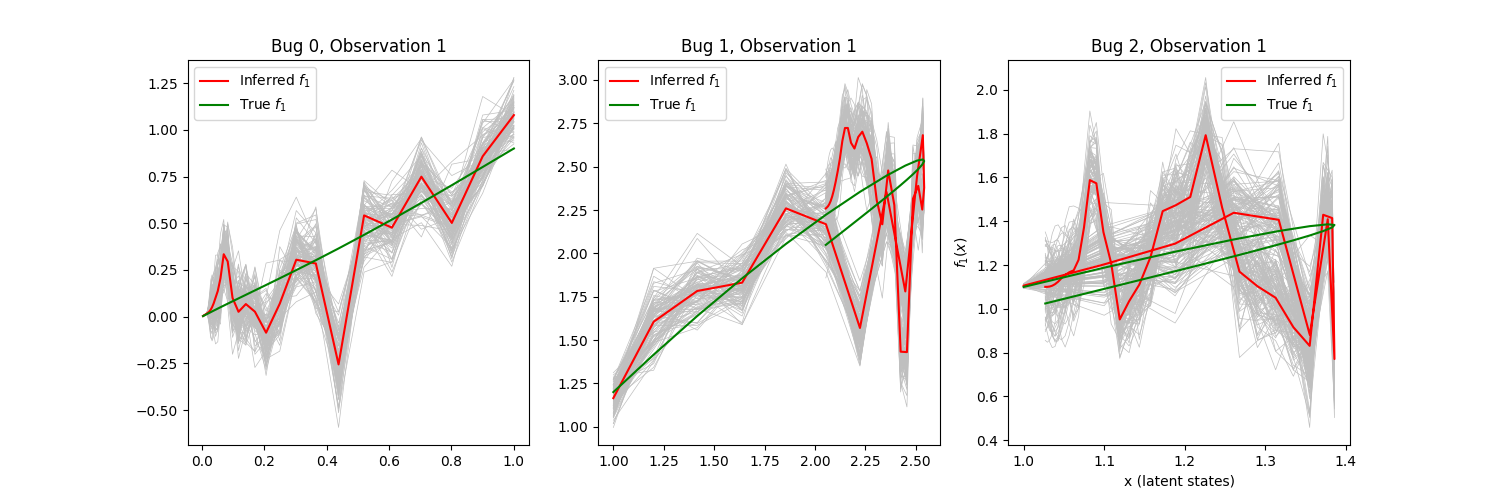 Bug 0, Observation 1
Inferred f₁
True f₁
1.25
1.00
0.75
0.50
0.25
0.00
−0.25
−0.50
0.0 0.2 0.4 0.6 0.8 1.0
Bug 1, Observation 1
Inferred f₁
True f₁
3.00
2.75
2.50
2.25
2.00
1.75
1.50
1.25
1.00
1.00 1.25 1.50 1.75 2.00 2.25 2.50
Bug 2, Observation 1
Inferred f₁
True f₁
f₁(x)
2.0
1.8
1.6
1.4
1.2
1.0
0.8
0.6
0.4
1.0 1.1 1.2 1.3 1.4
x (latent states)